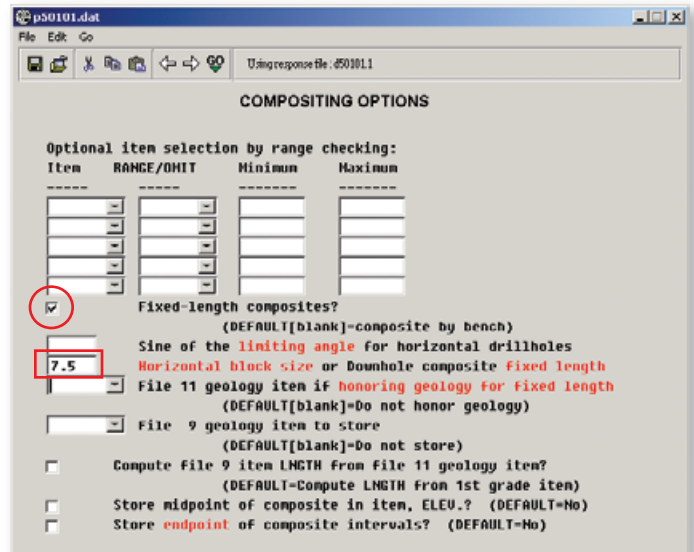 p50101.dat
File Edit Go
GO Using response file : d50101.1
COMPOSITING OPTIONS
Optional item selection by range checking:
Item RANGE/OMIT Minimum Maximum
----- ----- ------- -------
Fixed-length composites?
(DEFAULT[blank]=composite by bench)
Sine of the limiting angle for horizontal drillholes
7.5 Horizontal block size or Downhole composite fixed length
File 11 geology item if honoring geology for fixed length
(DEFAULT[blank]=Do not honor geology)
File 9 geology item to store
(DEFAULT[blank]=Do not store)
Compute file 9 item LNGTH from file 11 geology item?
(DEFAULT=Compute LNGTH from 1st grade item)
Store midpoint of composite in item, ELEV.? (DEFAULT=No)
Store endpoint of composite intervals? (DEFAULT=No)